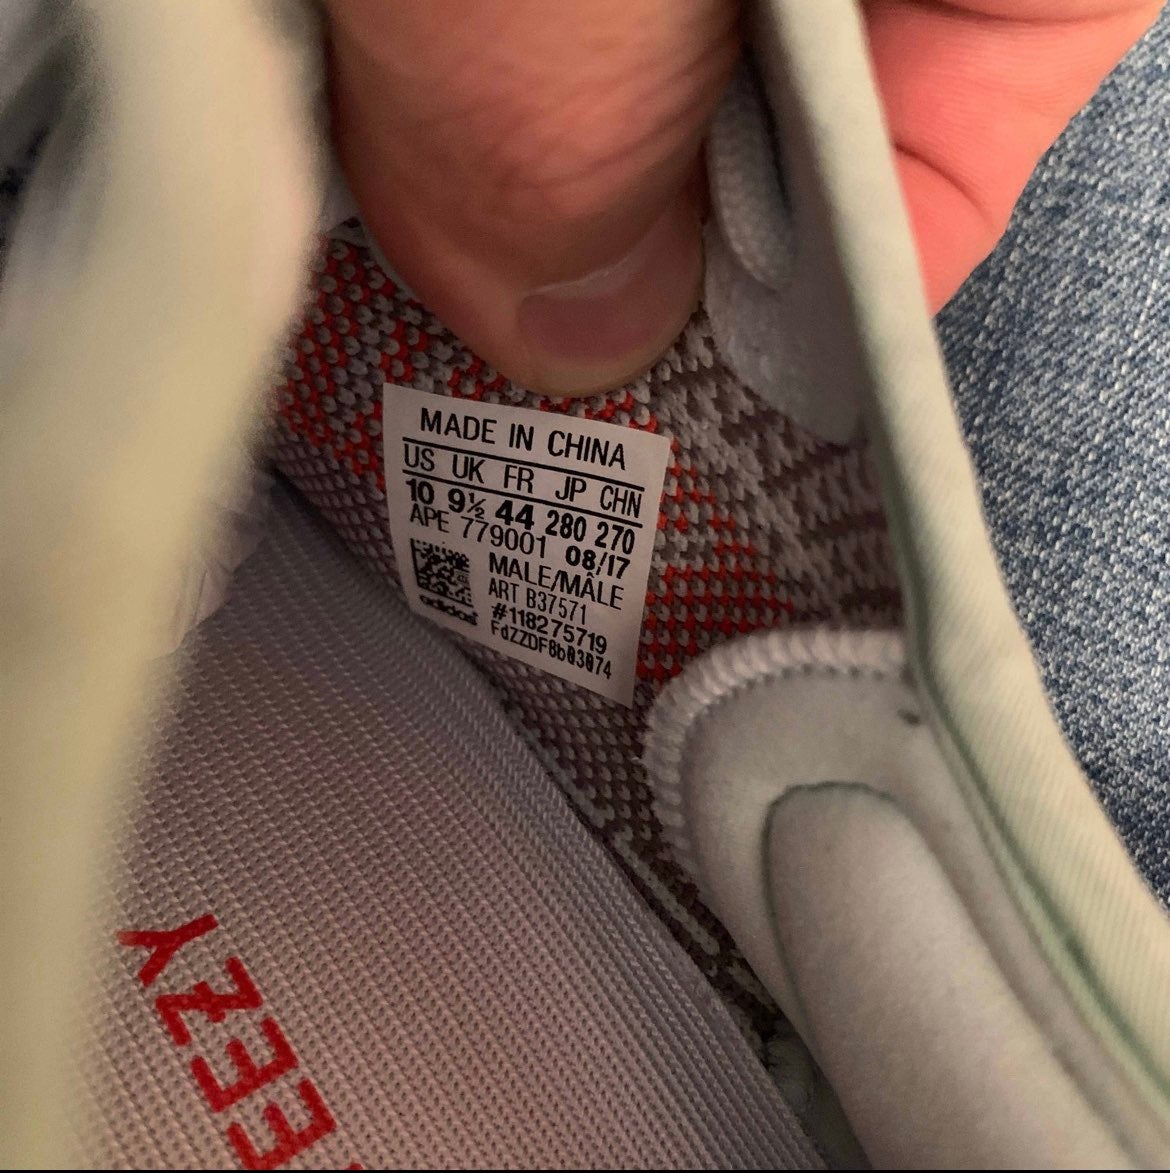 MADE IN CHINA
US UK FR JP CHN
10 9½ 44 280 270
APE 779001 08/17
MALE/MÂLE
ART B37571
#118275719
FdZZDF8b03074
adidas